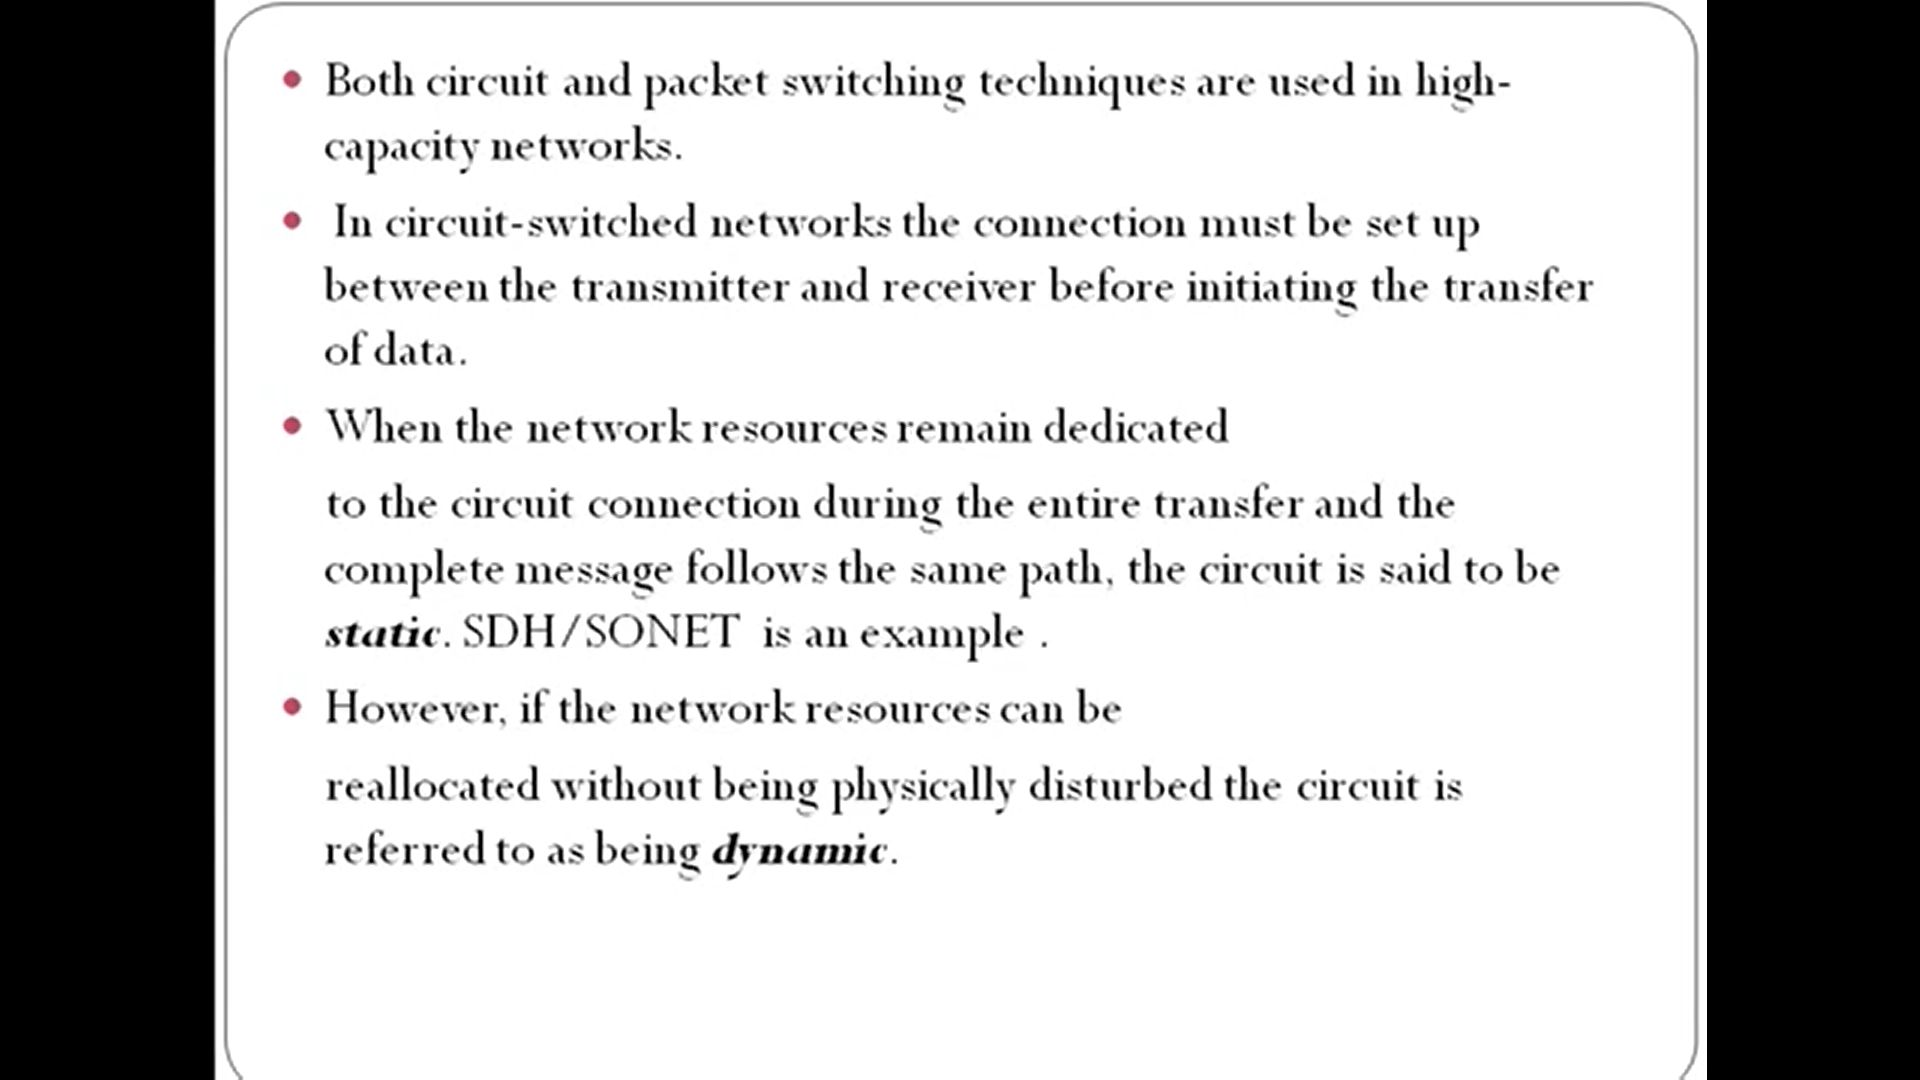 • Both circuit and packet switching techniques are used in high-
capacity networks.
• In circuit-switched networks the connection must be set up
between the transmitter and receiver before initiating the transfer
of data.
• When the network resources remain dedicated
to the circuit connection during the entire transfer and the
complete message follows the same path, the circuit is said to be
static. SDH/SONET is an example .
• However, if the network resources can be
reallocated without being physically disturbed the circuit is
referred to as being dynamic.